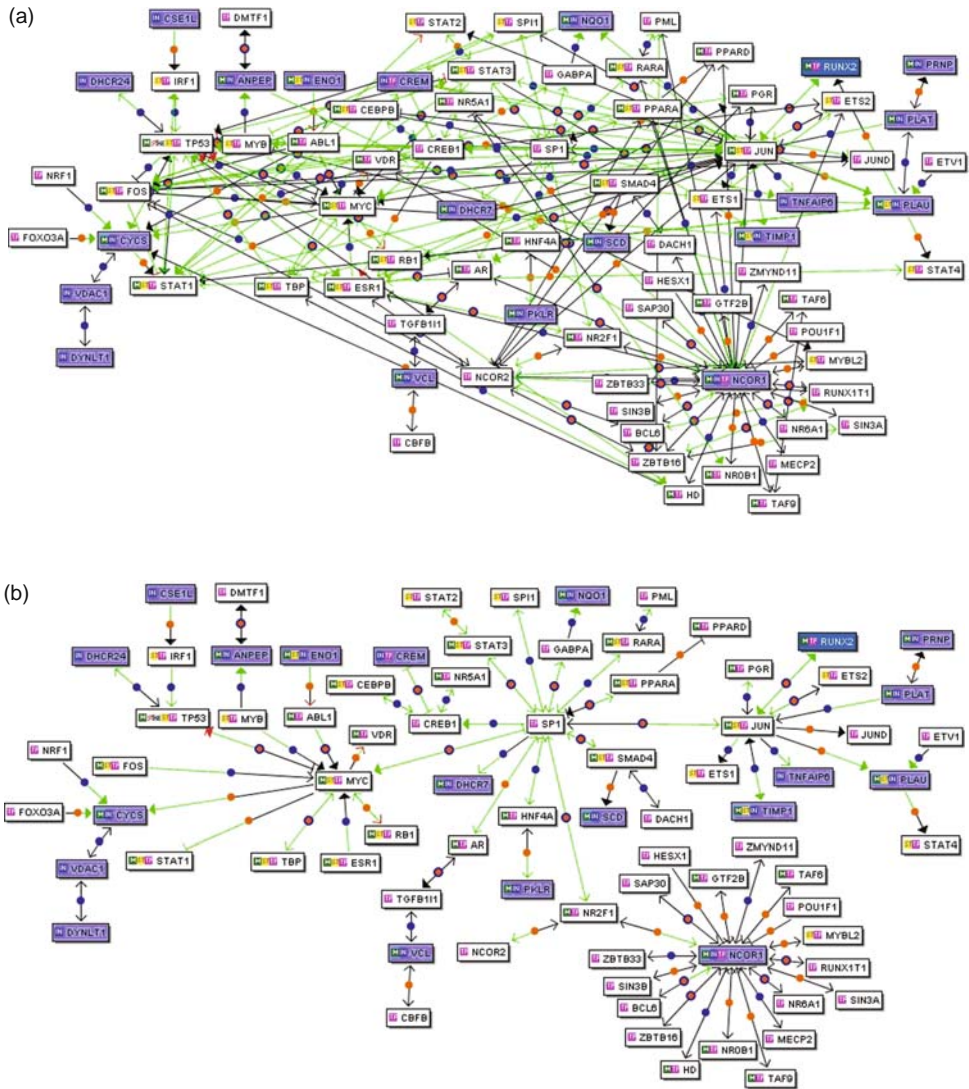 (a)
CSE1L
DMTF1
STAT2
SPI1
NQO1
PML
PPARD
DHCR24
IRF1
ANPEP
ENO1
CREM
STAT3
GABPA
RARA
RUNX2
PRNP
CEBPB
NR5A1
PPARA
PGR
ETS2
TP53
MYB
ABL1
CREB1
SP1
JUN
PLAT
NRF1
FOS
VDR
SMAD4
JUND
ETV1
MYC
DHCR7
ETS1
TNFAIP6
PLAU
FOXO3A
CYCS
RB1
HNF4A
SCD
DACH1
TIMP1
STAT1
TBP
ESR1
AR
HESX1
ZMYND11
STAT4
VDAC1
TGFB1I1
PKLR
SAP30
GTF2B
TAF6
POU1F1
DYNLT1
NR2F1
MYBL2
VCL
NCOR2
ZBTB33
NCOR1
RUNX1T1
SIN3B
BCL6
NR6A1
SIN3A
CBFB
ZBTB16
MECP2
HD
NR0B1
TAF9
(b)
CSE1L
DMTF1
STAT2
SPI1
NQO1
PML
PPARD
DHCR24
IRF1
ANPEP
ENO1
CREM
STAT3
GABPA
RARA
RUNX2
PRNP
CEBPB
NR5A1
PPARA
PGR
ETS2
TP53
MYB
ABL1
CREB1
SP1
JUN
PLAT
NRF1
FOS
VDR
SMAD4
JUND
ETV1
MYC
DHCR7
ETS1
TNFAIP6
PLAU
FOXO3A
CYCS
RB1
HNF4A
SCD
DACH1
TIMP1
STAT1
TBP
ESR1
AR
HESX1
ZMYND11
STAT4
VDAC1
TGFB1I1
PKLR
SAP30
GTF2B
TAF6
POU1F1
DYNLT1
NR2F1
MYBL2
VCL
NCOR2
ZBTB33
NCOR1
RUNX1T1
SIN3B
BCL6
NR6A1
SIN3A
CBFB
ZBTB16
MECP2
HD
NR0B1
TAF9